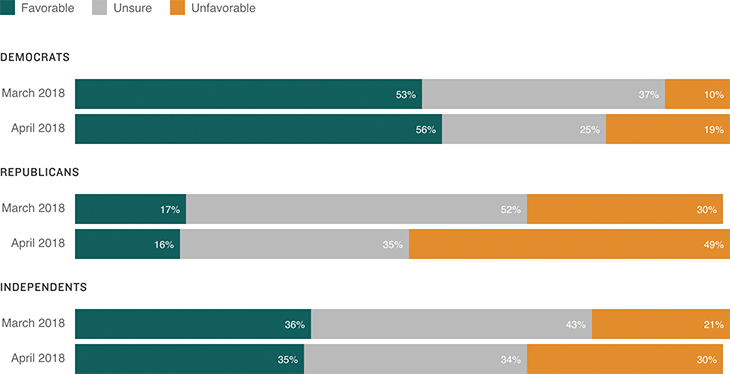 Favorable Unsure Unfavorable
DEMOCRATS
March 2018 53% 37% 10%
April 2018 56% 25% 19%
REPUBLICANS
March 2018 17% 52% 30%
April 2018 16% 35% 49%
INDEPENDENTS
March 2018 36% 43% 21%
April 2018 35% 34% 30%